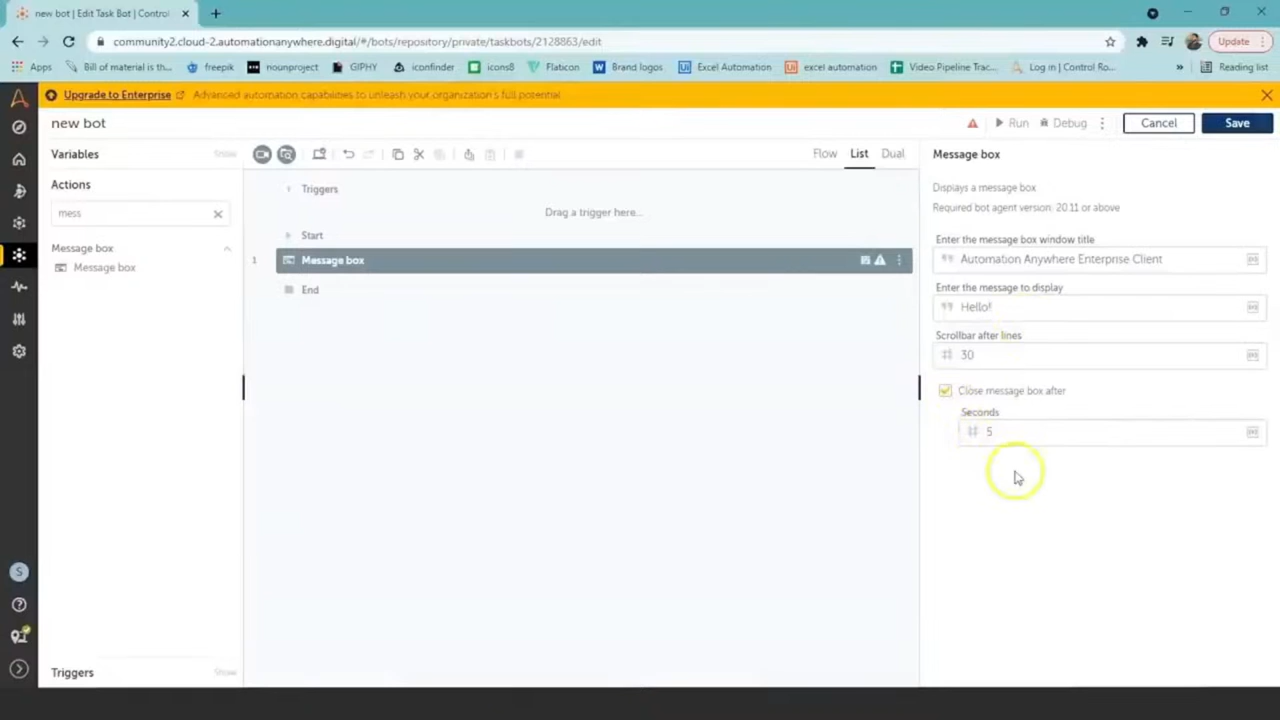 new bot | Edit Task Bot | Control
community2.cloud-2.automationanywhere.digital/#/bots/repository/private/taskbots/2128863/edit
Update
Apps
Bill of material is th...
freepik
nounproject
GIPHY
iconfinder
icons8
Flaticon
Brand logos
Excel Automation
excel automation
Video Pipeline Trac...
Log in | Control Ro...
»
Reading list
Upgrade to Enterprise
Advanced automation capabilities to unleash your organization's full potential.
new bot
Run
Debug
Cancel
Save
Variables
Show
Flow
List
Dual
Message box
Actions
mess
Message box
Message box
Triggers
Drag a trigger here...
Start
1
Message box
End
Displays a message box
Required bot agent version: 20.11 or above
Enter the message box window title
Automation Anywhere Enterprise Client
Enter the message to display
Hello!
Scrollbar after lines
30
Close message box after
Seconds
5
S
Triggers
Show